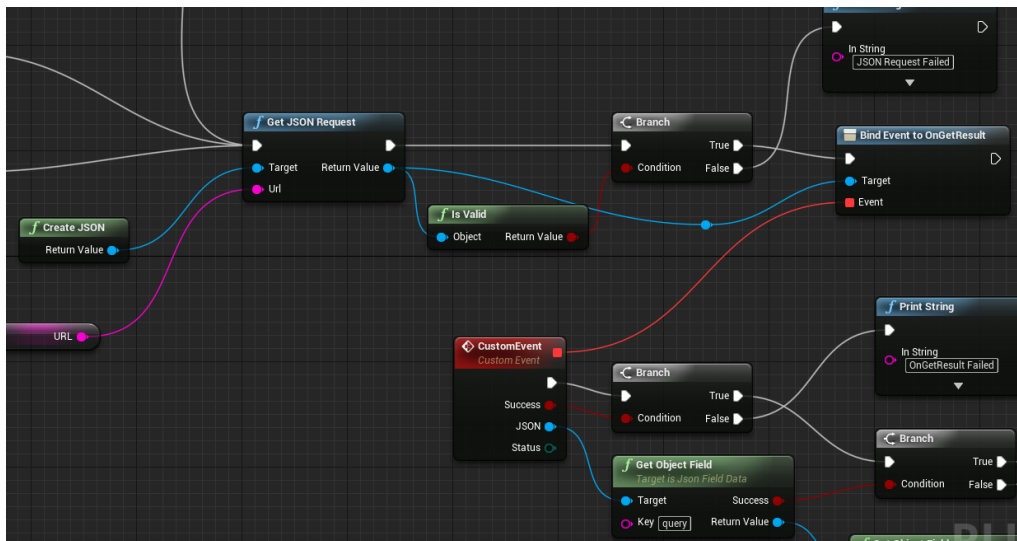 In String
JSON Request Failed
Get JSON Request
Target
Return Value
Url
Branch
True
Condition
False
Bind Event to OnGetResult
Target
Event
Is Valid
Object
Return Value
Create JSON
Return Value
URL
CustomEvent
Custom Event
Success
JSON
Status
Branch
True
Condition
False
Print String
In String
OnGetResult Failed
Branch
True
Condition
False
Get Object Field
Target is Json Field Data
Target
Success
Key
query
Return Value